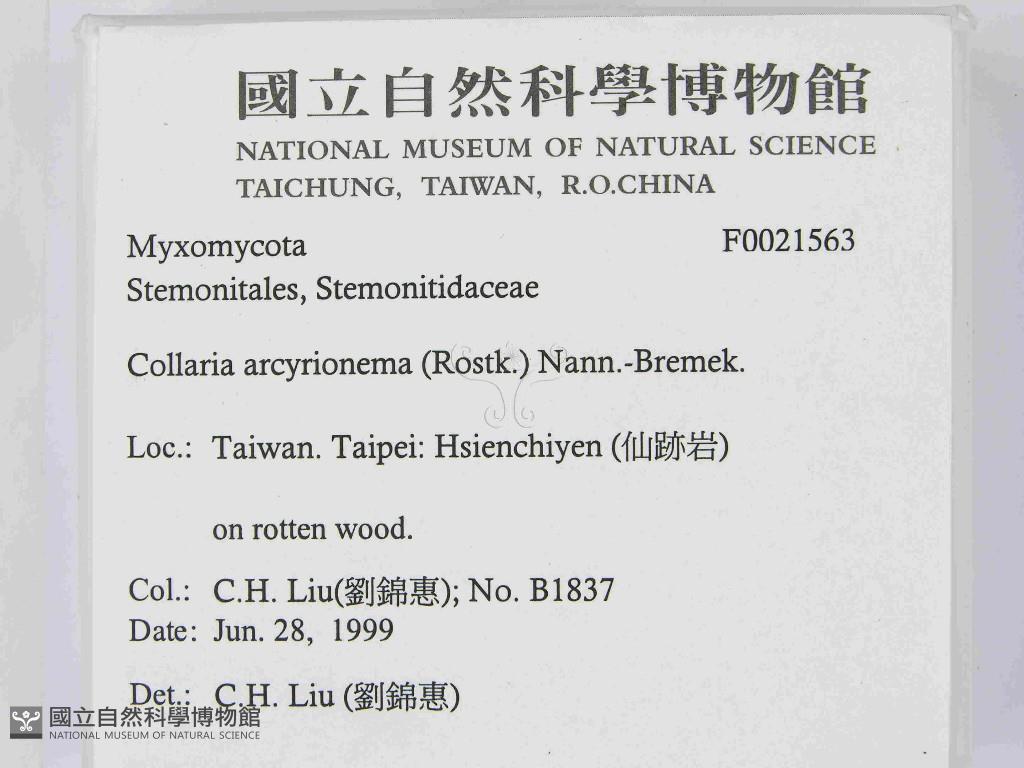 國立自然科學博物館
NATIONAL MUSEUM OF NATURAL SCIENCE
TAICHUNG, TAIWAN, R.O.CHINA
Myxomycota F0021563
Stemonitales, Stemonitidaceae
Collaria arcyrionema (Rostk.) Nann.-Bremek.
Loc.: Taiwan. Taipei: Hsienchiyen (仙跡岩)
on rotten wood.
Col.: C.H. Liu(劉錦惠); No. B1837
Date: Jun. 28, 1999
Det.: C.H. Liu (劉錦惠)
國立自然科學博物館
NATIONAL MUSEUM OF NATURAL SCIENCE